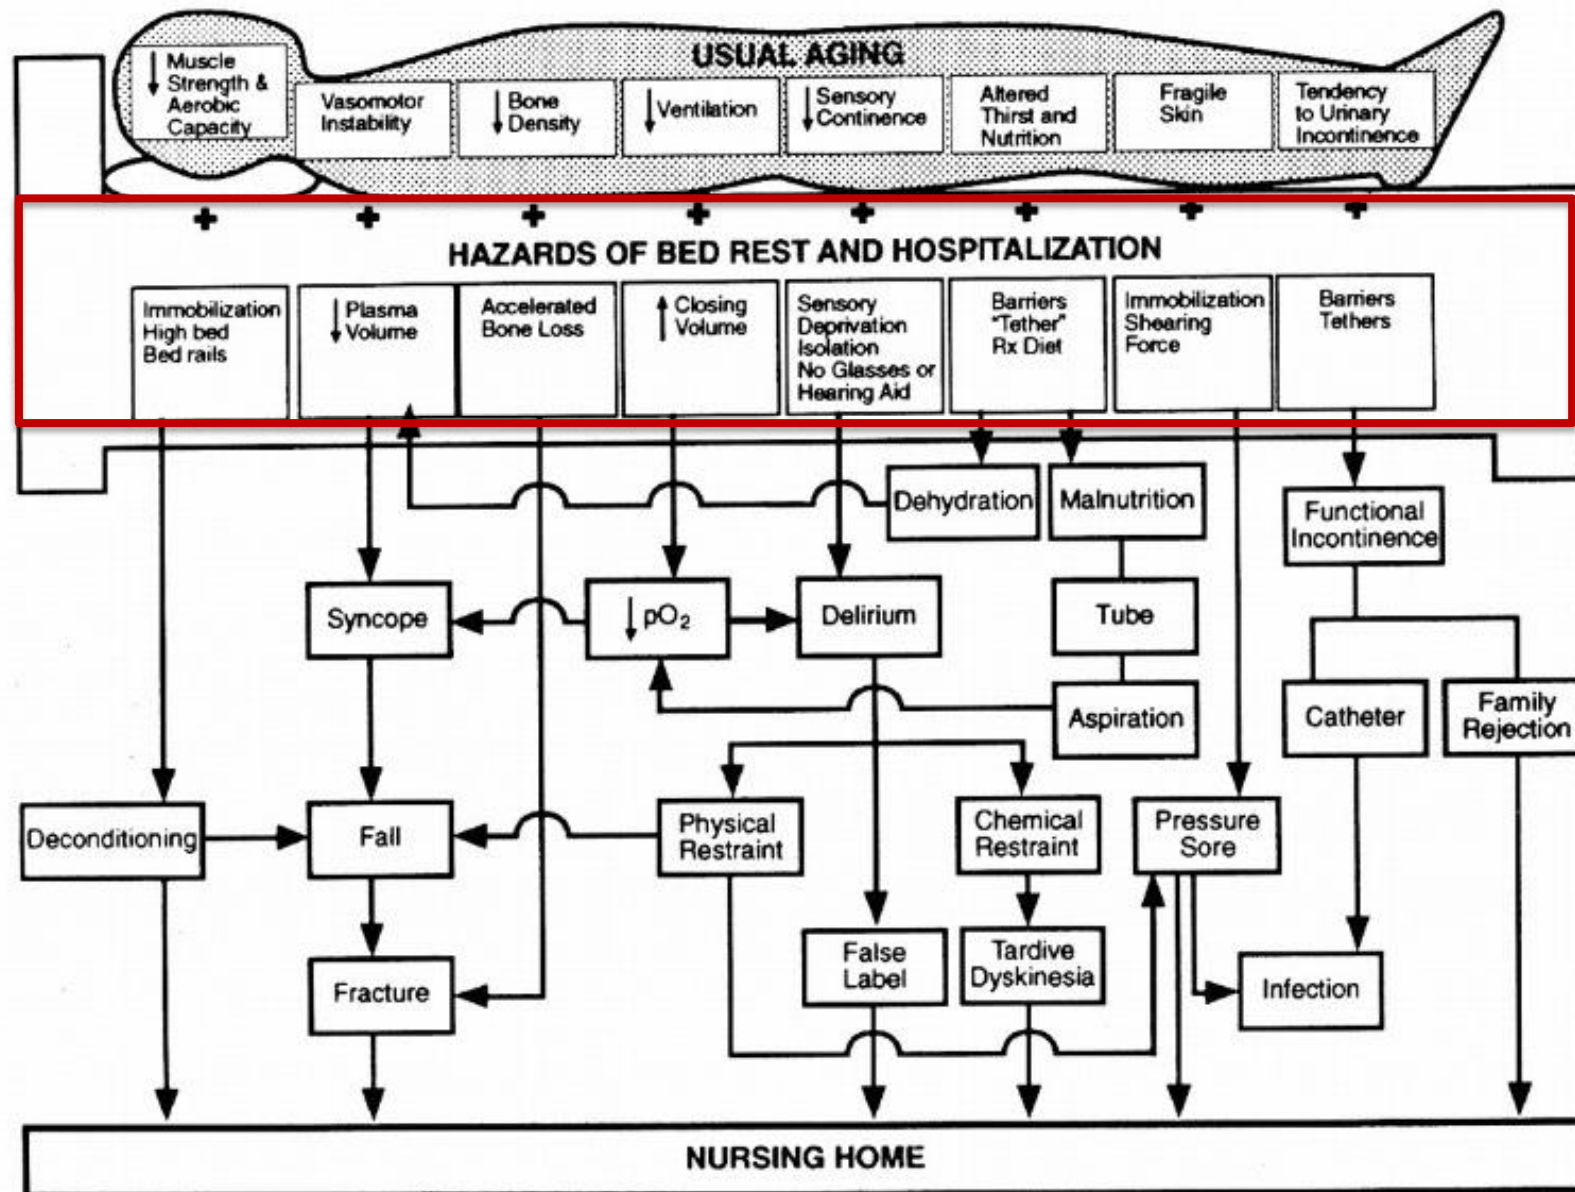 USUAL AGING
↓ Muscle
Strength &
Aerobic
Capacity
Vasomotor
Instability
↓ Bone
Density
↓ Ventilation
↓ Sensory
Continence
Altered
Thirst and
Nutrition
Fragile
Skin
Tendency
to Urinary
Incontinence
+ + + + + + + +
HAZARDS OF BED REST AND HOSPITALIZATION
Immobilization
High bed
Bed rails
↓ Plasma
Volume
Accelerated
Bone Loss
↑ Closing
Volume
Sensory
Deprivation
Isolation
No Glasses or
Hearing Aid
Barriers
"Tether"
Rx Diet
Immobilization
Shearing
Force
Barriers
Tethers
Dehydration
Malnutrition
Functional
Incontinence
Syncope
↓ pO₂
Delirium
Tube
Aspiration
Catheter
Family
Rejection
Deconditioning
Fall
Physical
Restraint
Chemical
Restraint
Pressure
Sore
Fracture
False
Label
Tardive
Dyskinesia
Infection
NURSING HOME